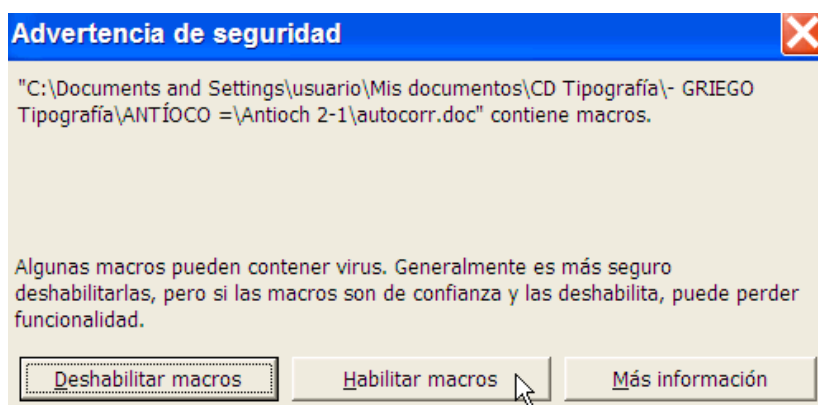 Advertencia de seguridad
"C:\Documents and Settings\usuario\Mis documentos\CD Tipografía\- GRIEGO
Tipografía\ANTÍOCO =\Antioch 2-1\autocorr.doc" contiene macros.
Algunas macros pueden contener virus. Generalmente es más seguro
deshabilitarlas, pero si las macros son de confianza y las deshabilita, puede perder
funcionalidad.
Deshabilitar macros Habilitar macros Más información